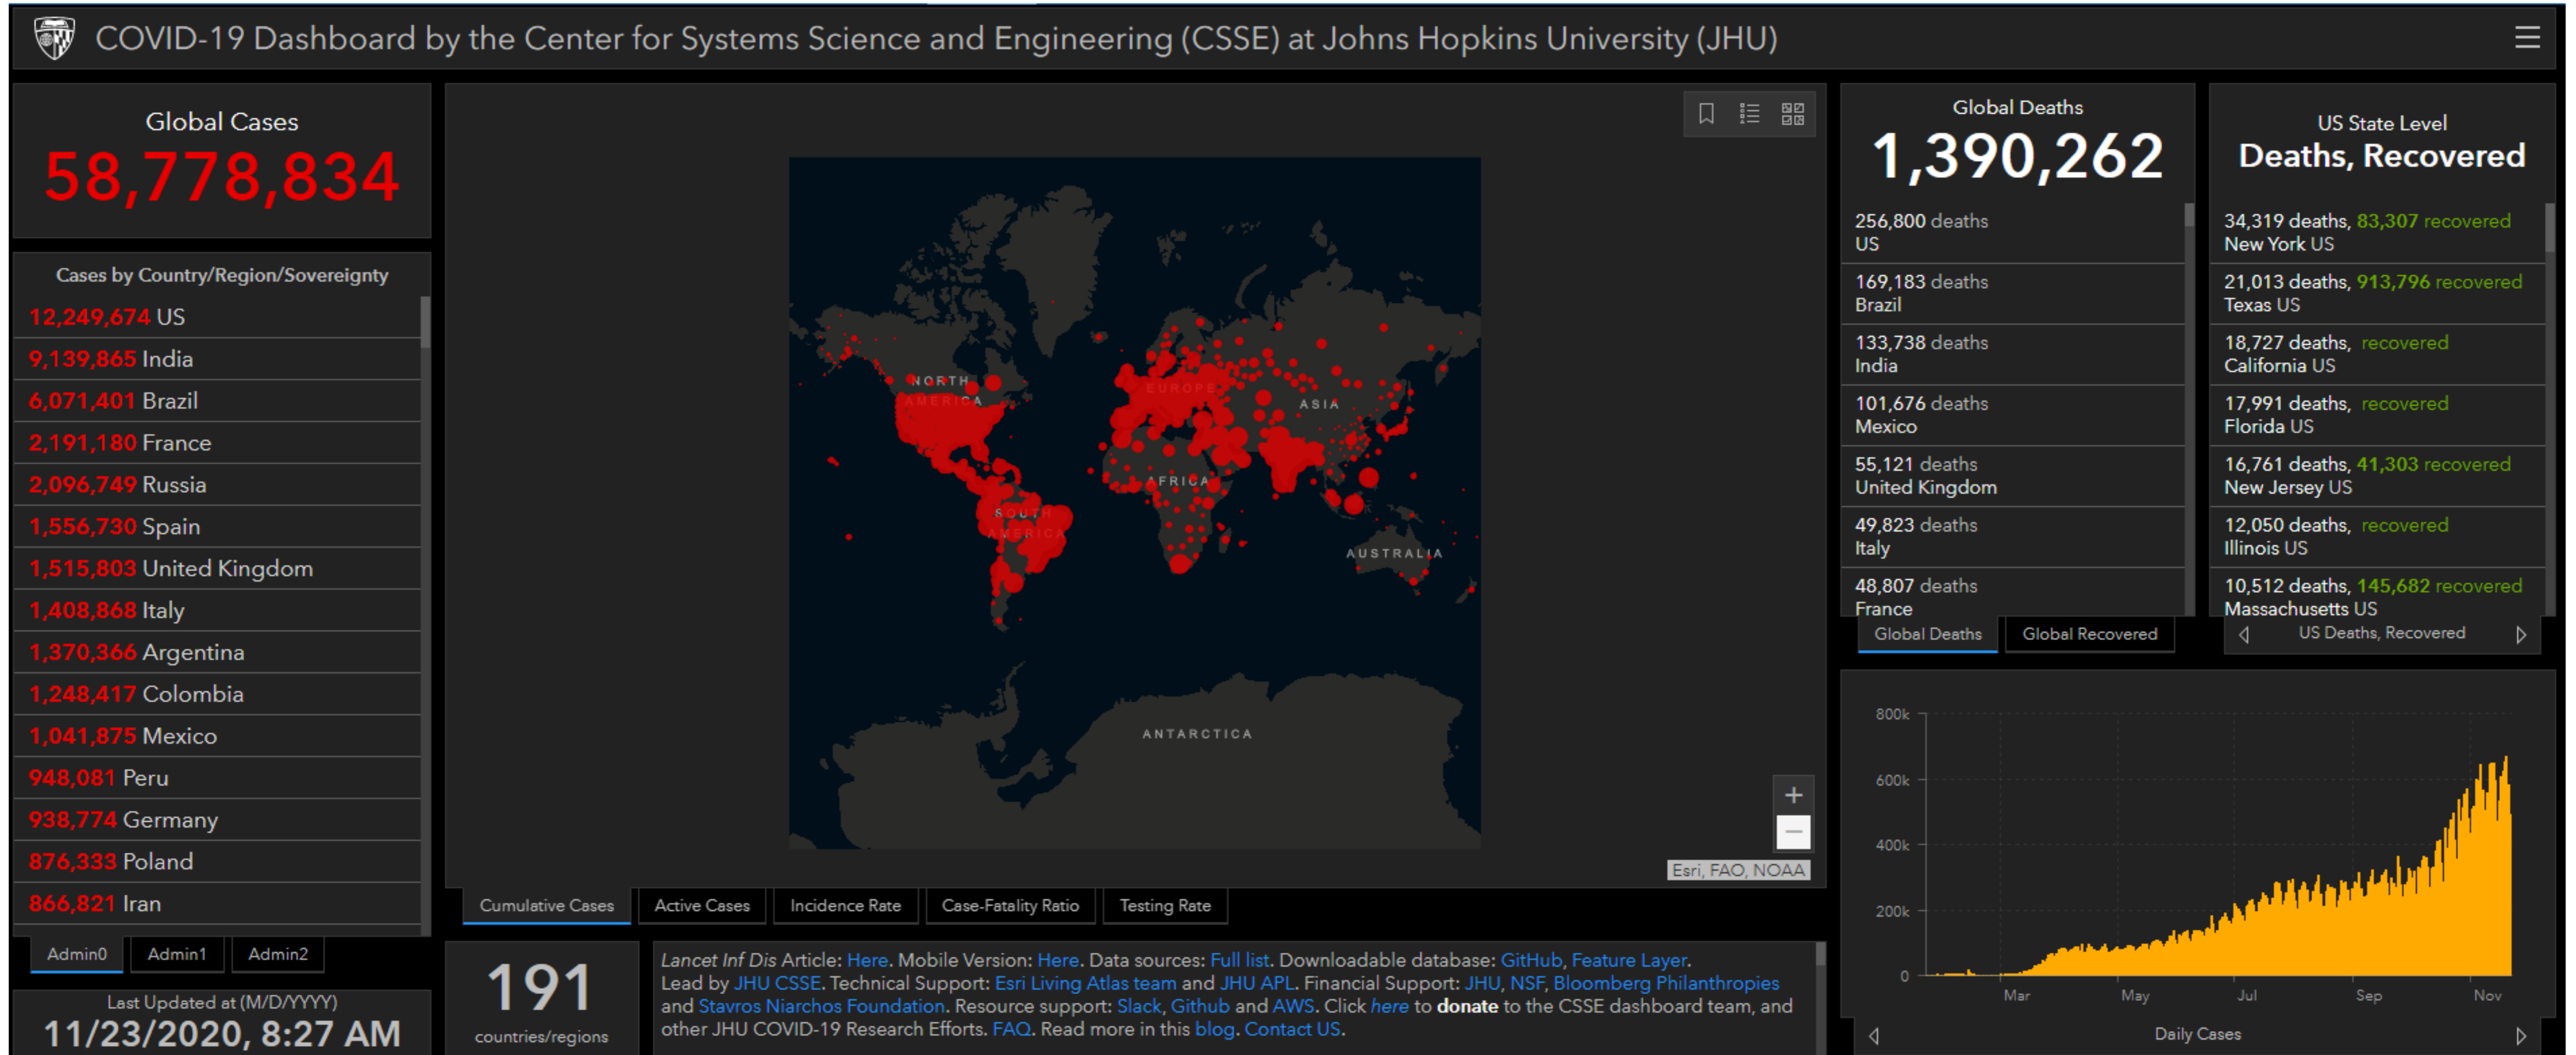 COVID-19 Dashboard by the Center for Systems Science and Engineering (CSSE) at Johns Hopkins University (JHU)
Global Cases
58,778,834
Cases by Country/Region/Sovereignty
12,249,674 US
9,139,865 India
6,071,401 Brazil
2,191,180 France
2,096,749 Russia
1,556,730 Spain
1,515,803 United Kingdom
1,408,868 Italy
1,370,366 Argentina
1,248,417 Colombia
1,041,875 Mexico
948,081 Peru
938,774 Germany
876,333 Poland
866,821 Iran
Admin0 Admin1 Admin2
Last Updated at (M/D/YYYY)
11/23/2020, 8:27 AM
NORTH
AMERICA
EUROPE
ASIA
AFRICA
SOUTH
AMERICA
AUSTRALIA
ANTARCTICA
+
−
Esri, FAO, NOAA
Cumulative Cases Active Cases Incidence Rate Case-Fatality Ratio Testing Rate
191
countries/regions
Lancet Inf Dis Article: Here. Mobile Version: Here. Data sources: Full list. Downloadable database: GitHub, Feature Layer.
Lead by JHU CSSE. Technical Support: Esri Living Atlas team and JHU APL. Financial Support: JHU, NSF, Bloomberg Philanthropies
and Stavros Niarchos Foundation. Resource support: Slack, Github and AWS. Click here to donate to the CSSE dashboard team, and
other JHU COVID-19 Research Efforts. FAQ. Read more in this blog. Contact US.
Global Deaths
1,390,262
256,800 deaths
US
169,183 deaths
Brazil
133,738 deaths
India
101,676 deaths
Mexico
55,121 deaths
United Kingdom
49,823 deaths
Italy
48,807 deaths
France
Global Deaths Global Recovered
US State Level
Deaths, Recovered
34,319 deaths, 83,307 recovered
New York US
21,013 deaths, 913,796 recovered
Texas US
18,727 deaths, recovered
California US
17,991 deaths, recovered
Florida US
16,761 deaths, 41,303 recovered
New Jersey US
12,050 deaths, recovered
Illinois US
10,512 deaths, 145,682 recovered
Massachusetts US
US Deaths, Recovered
800k
600k
400k
200k
0
Mar May Jul Sep Nov
Daily Cases